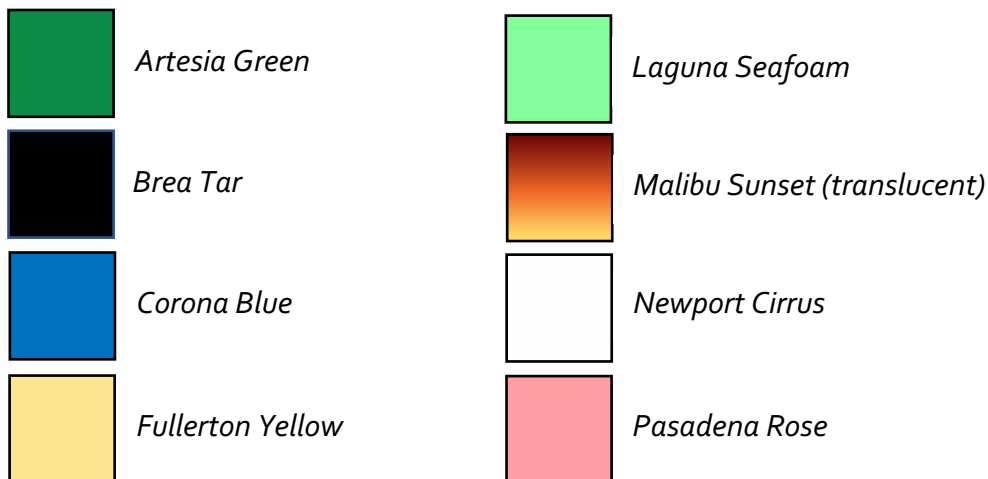 Artesia Green
Brea Tar
Corona Blue
Fullerton Yellow
Laguna Seafoam
Malibu Sunset (translucent)
Newport Cirrus
Pasadena Rose